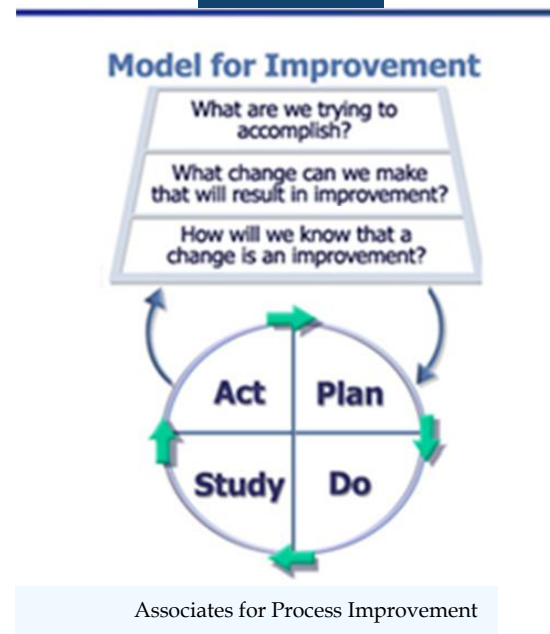 Model for Improvement
What are we trying to
accomplish?
What change can we make
that will result in improvement?
How will we know that a
change is an improvement?
Act Plan
Study Do
Associates for Process Improvement